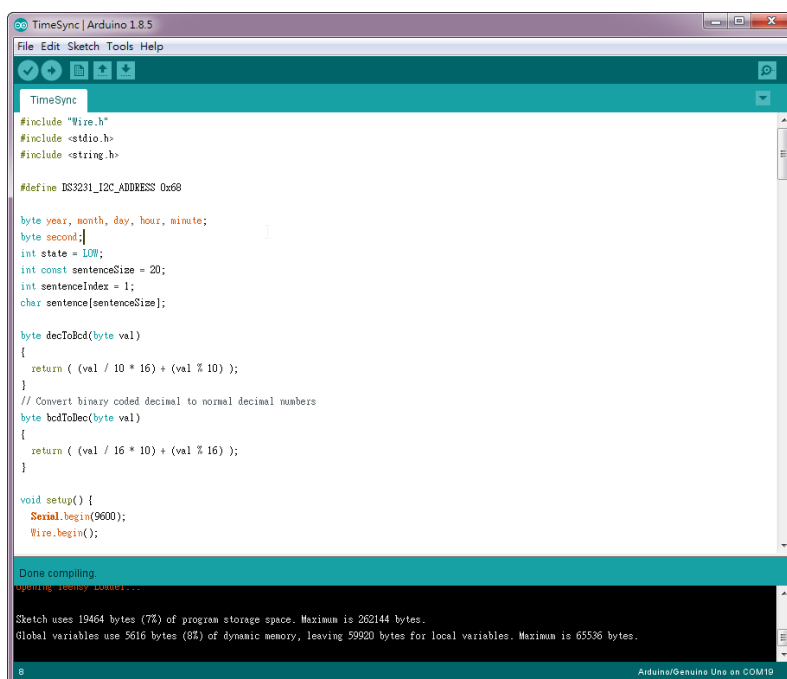 TimeSync | Arduino 1.8.5
File Edit Sketch Tools Help
TimeSync
#include "Wire.h"
#include <stdio.h>
#include <string.h>
#define DS3231_I2C_ADDRESS 0x68
byte year, month, day, hour, minute;
byte second;
int state = LOW;
int const sentenceSize = 20;
int sentenceIndex = 1;
char sentence[sentenceSize];
byte decToBcd(byte val)
{
return ( (val / 10 * 16) + (val % 10) );
}
// Convert binary coded decimal to normal decimal numbers
byte bcdToDec(byte val)
{
return ( (val / 16 * 10) + (val % 16) );
}
void setup() {
Serial.begin(9600);
Wire.begin();
Done compiling.
Opening Teensy Loader...
Sketch uses 19464 bytes (7%) of program storage space. Maximum is 262144 bytes.
Global variables use 5616 bytes (8%) of dynamic memory, leaving 59920 bytes for local variables. Maximum is 65536 bytes.
8 Arduino/Genuino Uno on COM19